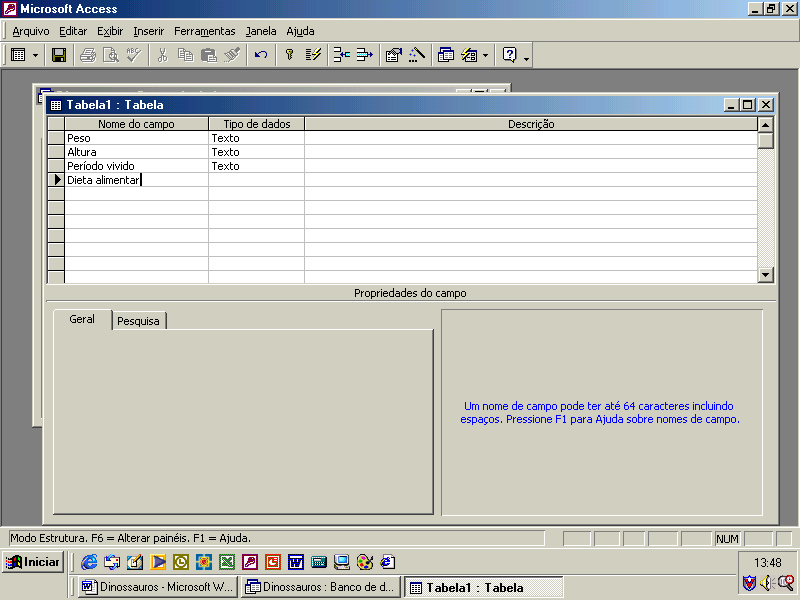 Microsoft Access
Arquivo Editar Exibir Inserir Ferramentas Janela Ajuda
Tabela1 : Tabela
Nome do campo Tipo de dados Descrição
Peso Texto
Altura Texto
Período vivido Texto
Dieta alimentar
Propriedades do campo
Geral Pesquisa
Um nome de campo pode ter até 64 caracteres incluindo
espaços. Pressione F1 para Ajuda sobre nomes de campo.
Modo Estrutura. F6 = Alterar painéis. F1 = Ajuda. NUM
Iniciar 13:48
Dinossauros - Microsoft W... Dinossauros : Banco de d... Tabela1 : Tabela